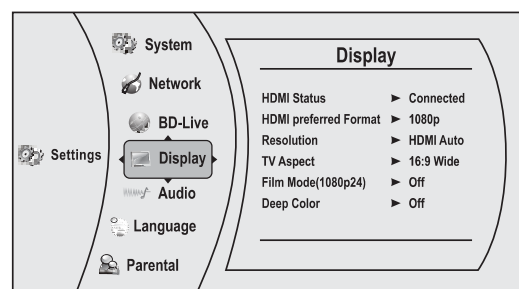 Settings
System
Network
BD-Live
Display
Audio
Language
Parental
Display
HDMI Status ► Connected
HDMI preferred Format ► 1080p
Resolution ► HDMI Auto
TV Aspect ► 16:9 Wide
Film Mode(1080p24) ► Off
Deep Color ► Off